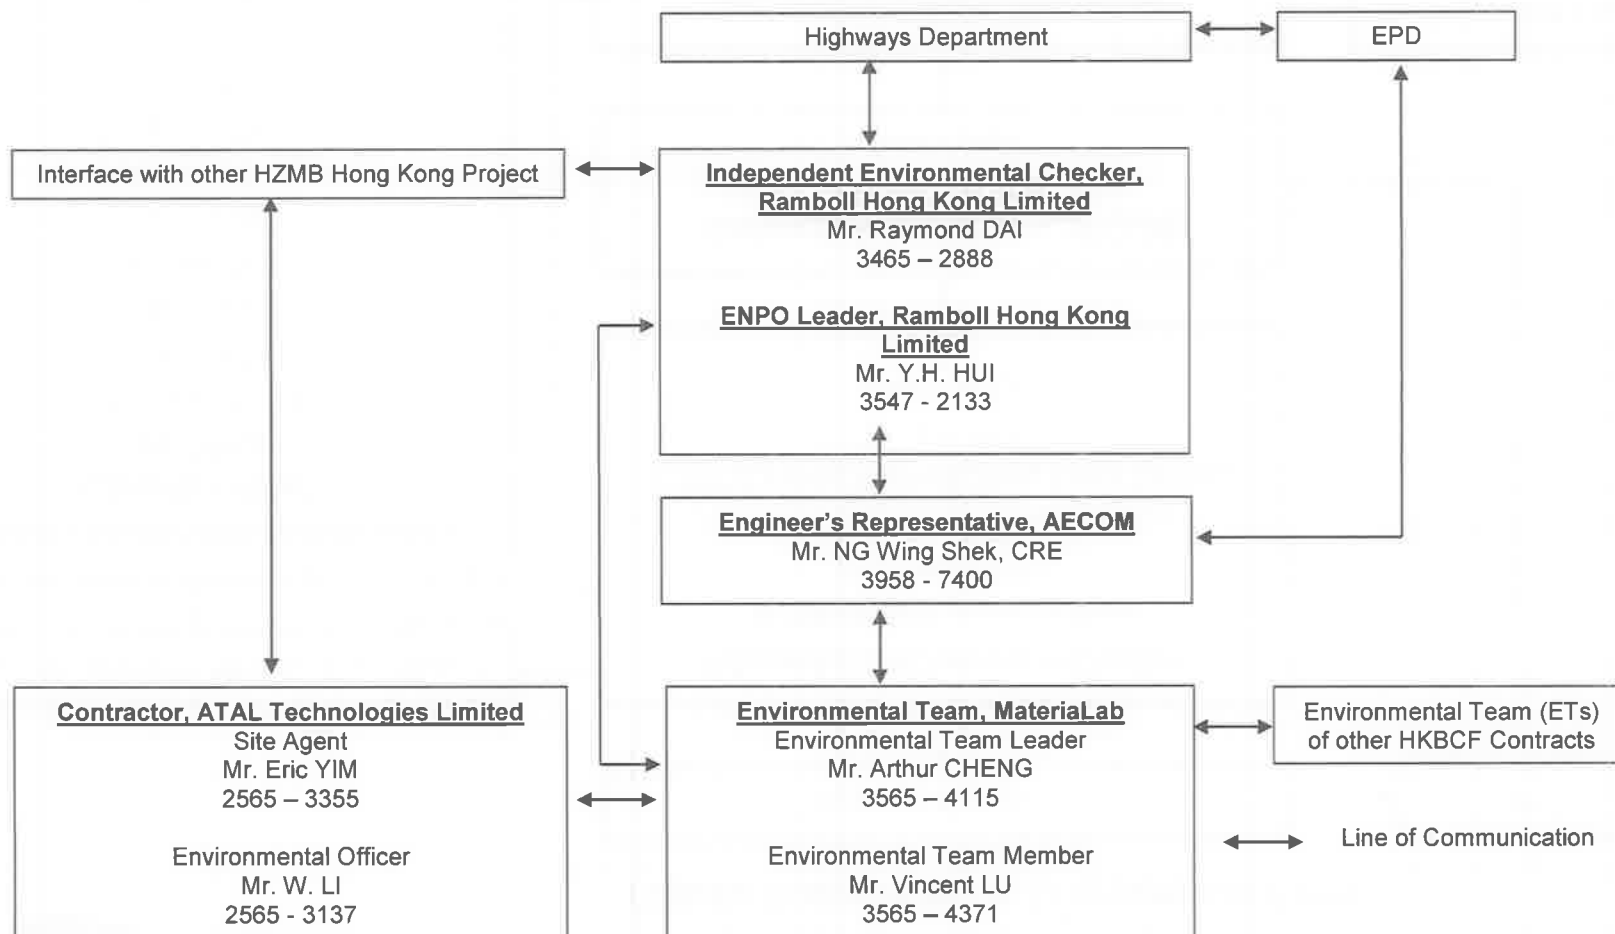 Highways Department
EPD
Interface with other HZMB Hong Kong Project
Independent Environmental Checker,
Ramboll Hong Kong Limited
Mr. Raymond DAI
3465 – 2888
ENPO Leader, Ramboll Hong Kong
Limited
Mr. Y.H. HUI
3547 - 2133
Engineer's Representative, AECOM
Mr. NG Wing Shek, CRE
3958 - 7400
Contractor, ATAL Technologies Limited
Site Agent
Mr. Eric YIM
2565 – 3355
Environmental Officer
Mr. W. LI
2565 - 3137
Environmental Team, MateriaLab
Environmental Team Leader
Mr. Arthur CHENG
3565 – 4115
Environmental Team Member
Mr. Vincent LU
3565 – 4371
Environmental Team (ETs)
of other HKBCF Contracts
Line of Communication